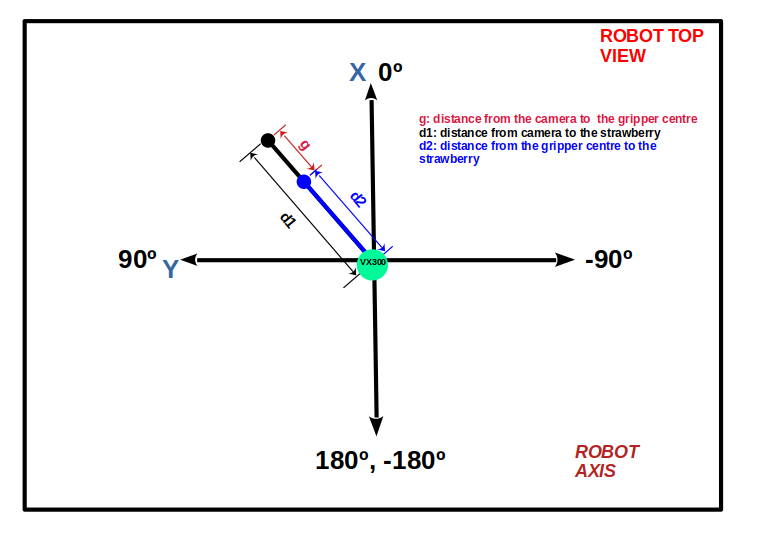 ROBOT TOP
VIEW
X 0º
g: distance from the camera to the gripper centre
d1: distance from camera to the strawberry
d2: distance from the gripper centre to the
strawberry
g
d2
d1
90º Y
VX300
-90º
180º, -180º
ROBOT
AXIS